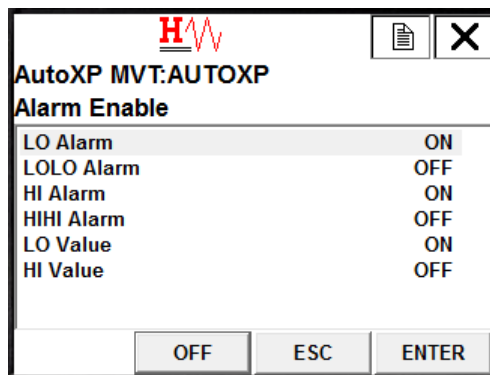 H
AutoXP MVT:AUTOXP
Alarm Enable
LO Alarm ON
LOLO Alarm OFF
HI Alarm ON
HIHI Alarm OFF
LO Value ON
HI Value OFF
OFF ESC ENTER